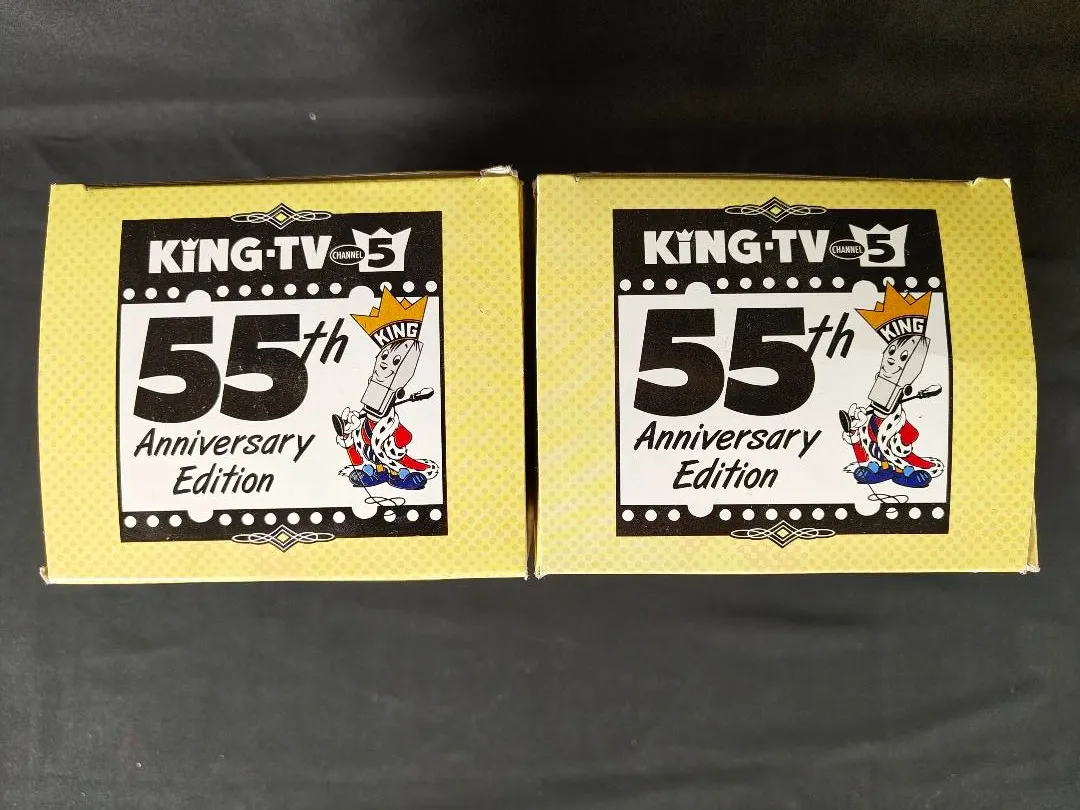 KiNG-TV CHANNEL 5
55th
KING
Anniversary
Edition
KiNG-TV CHANNEL 5
55th
KING
Anniversary
Edition